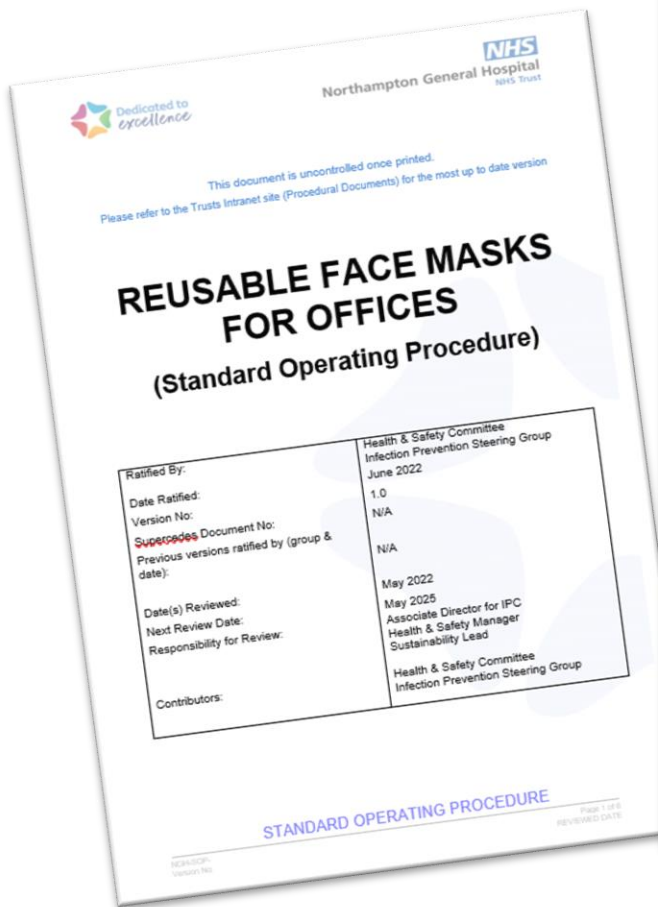 Dedicated to
excellence
NHS
Northampton General Hospital
NHS Trust
This document is uncontrolled once printed.
Please refer to the Trusts Intranet site (Procedural Documents) for the most up to date version
REUSABLE FACE MASKS
FOR OFFICES
(Standard Operating Procedure)
Ratified By:
Health & Safety Committee
Infection Prevention Steering Group
Date Ratified:
June 2022
Version No:
1.0
Supercedes Document No:
N/A
Previous versions ratified by (group &
date):
N/A
Date(s) Reviewed:
May 2022
Next Review Date:
May 2025
Responsibility for Review:
Associate Director for IPC
Health & Safety Manager
Sustainability Lead
Contributors:
Health & Safety Committee
Infection Prevention Steering Group
STANDARD OPERATING PROCEDURE
NGH-SOP-
Version No
Page 1 of 8
REVIEWED DATE